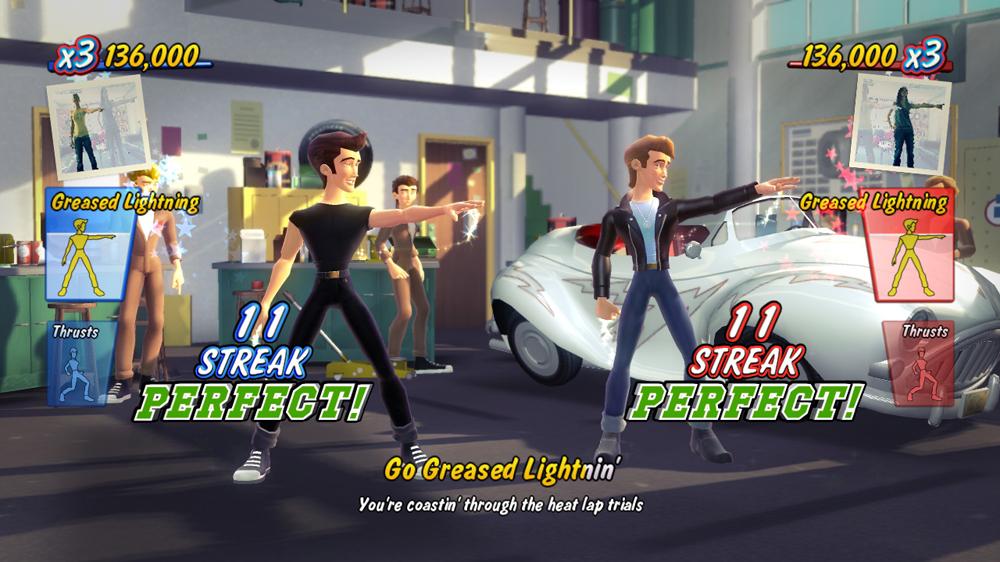 x3 136,000
136,000 x3
Greased Lightning
Greased Lightning
Thrusts
Thrusts
11
STREAK
PERFECT!
11
STREAK
PERFECT!
Go Greased Lightnin'
You're coastin' through the heat lap trials